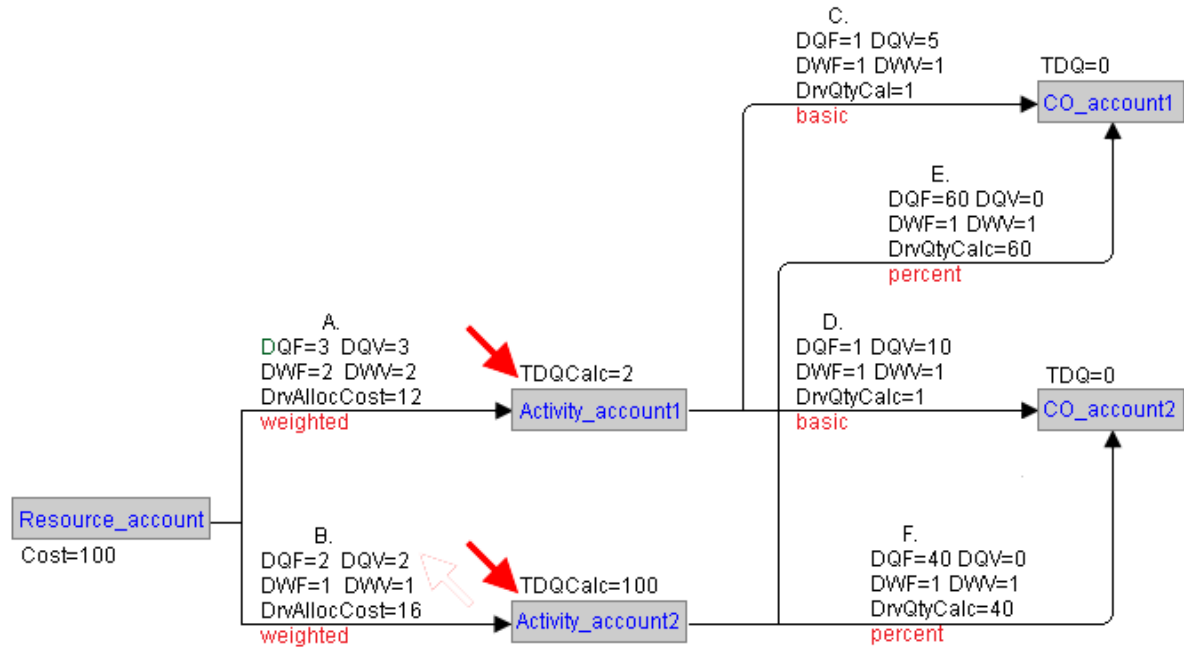 C.
DQF=1 DQV=5
DWF=1 DWV=1
DrvQtyCal=1
basic
TDQ=0
CO_account1
E.
DQF=60 DQV=0
DWF=1 DWV=1
DrvQtyCalc=60
percent
A.
DQF=3 DQV=3
DWF=2 DWV=2
DrvAllocCost=12
weighted
TDQCalc=2
Activity_account1
D.
DQF=1 DQV=10
DWF=1 DWV=1
DrvQtyCalc=1
basic
TDQ=0
CO_account2
Resource_account
Cost=100
B.
DQF=2 DQV=2
DWF=1 DWV=1
DrvAllocCost=16
weighted
TDQCalc=100
Activity_account2
F.
DQF=40 DQV=0
DWF=1 DWV=1
DrvQtyCalc=40
percent